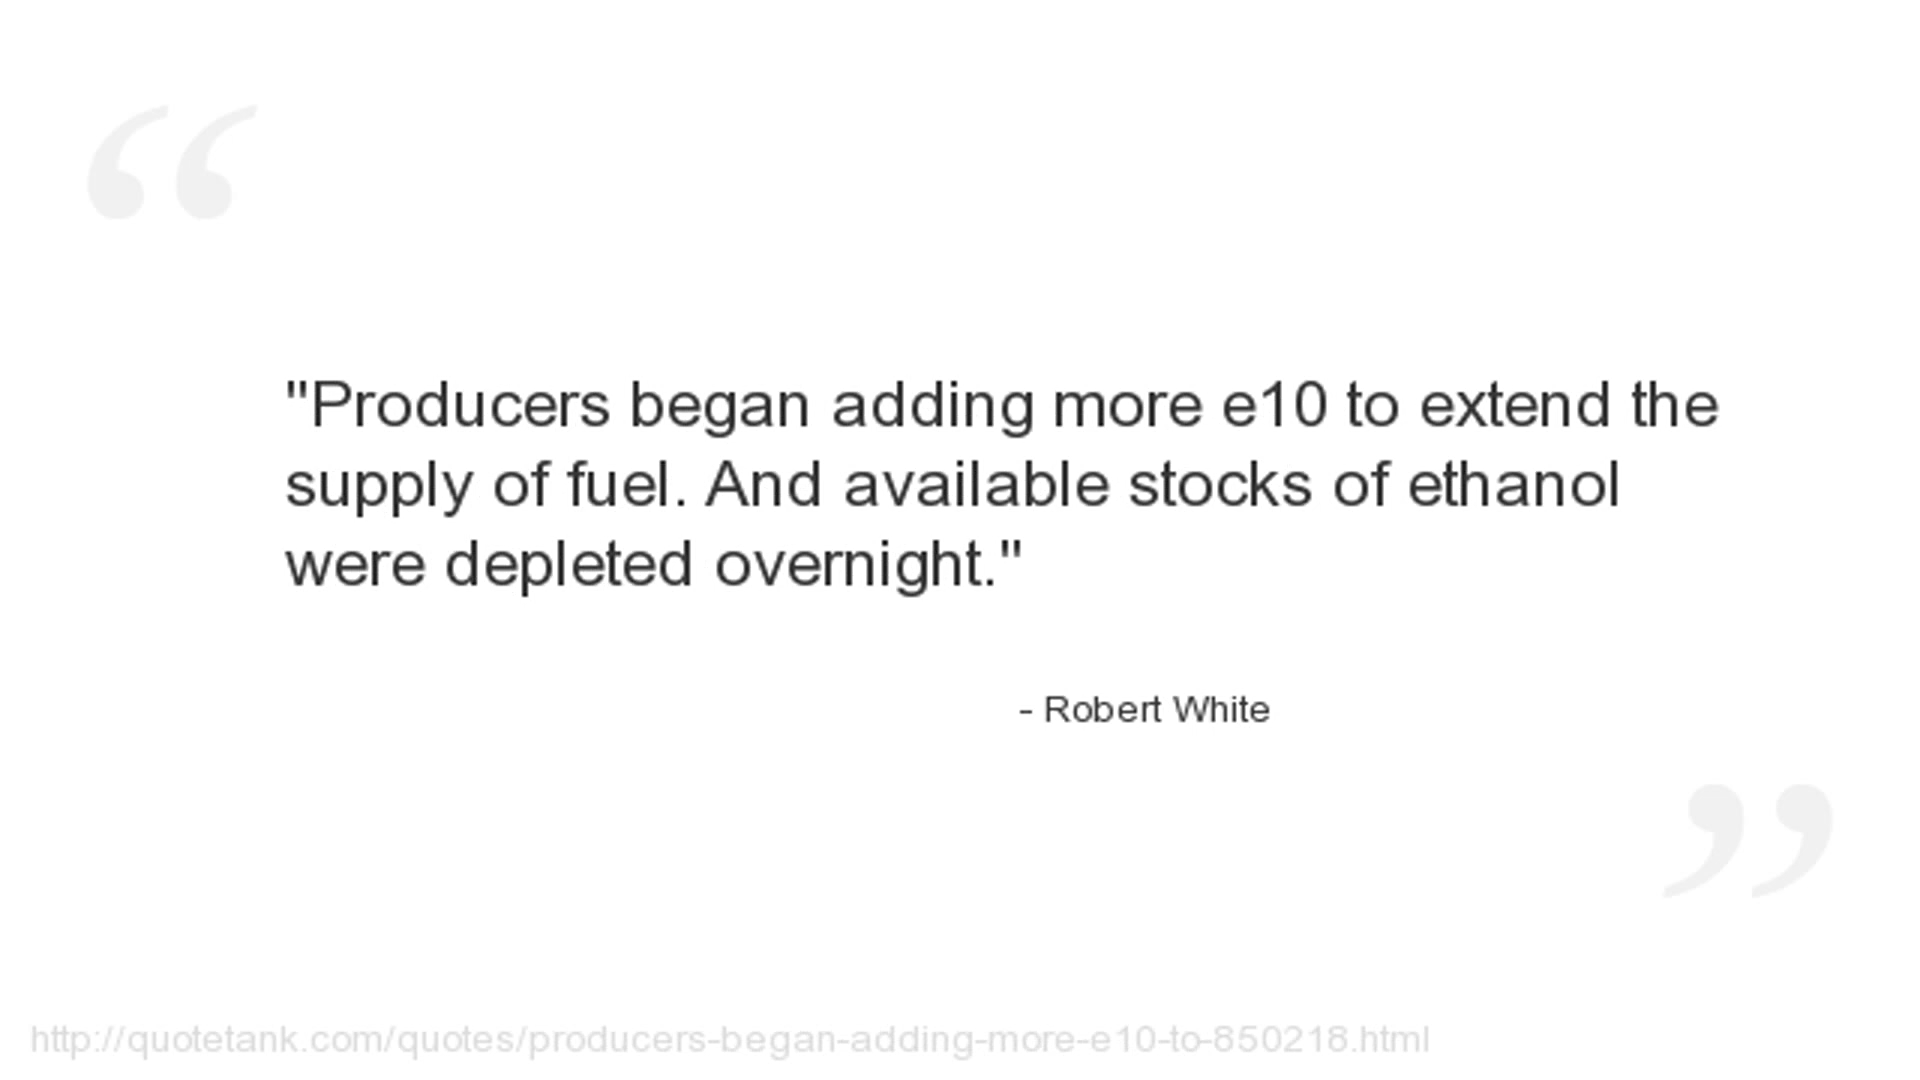 "Producers began adding more e10 to extend the
supply of fuel. And available stocks of ethanol
were depleted overnight."
- Robert White
http://quotetank.com/quotes/producers-began-adding-more-e10-to-850218.html